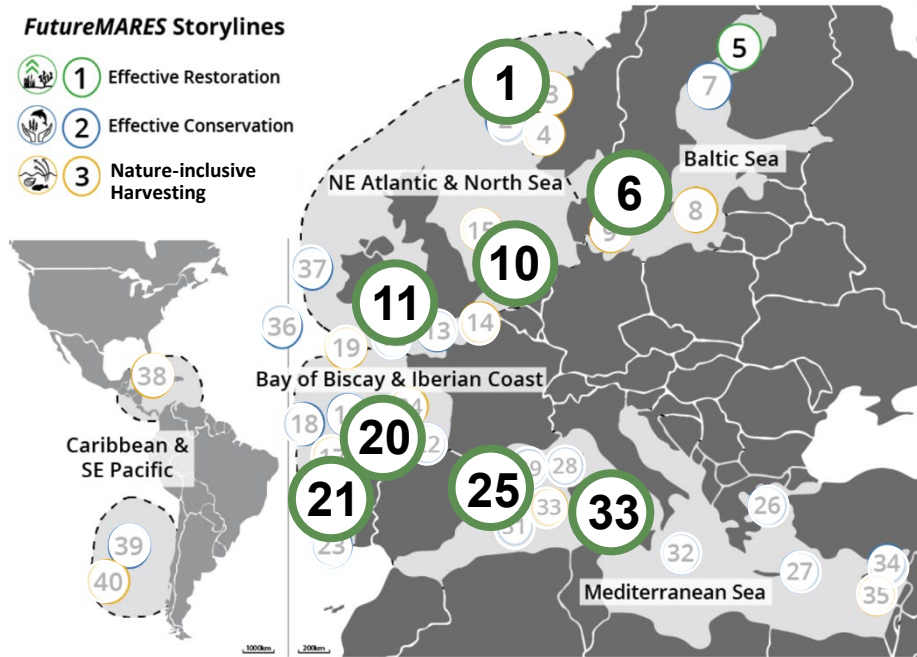 FutureMARES Storylines
1 Effective Restoration
2 Effective Conservation
3 Nature-inclusive
Harvesting
5
1
3
7
4
Baltic Sea
NE Atlantic & North Sea
6
8
15
9
10
37
11
36
13
14
19
38
Bay of Biscay & Iberian Coast
18
20
22
Caribbean &
SE Pacific
21
25
28
33
33
26
31
39
23
32
40
27
34
35
Mediterranean Sea
1000km
200km